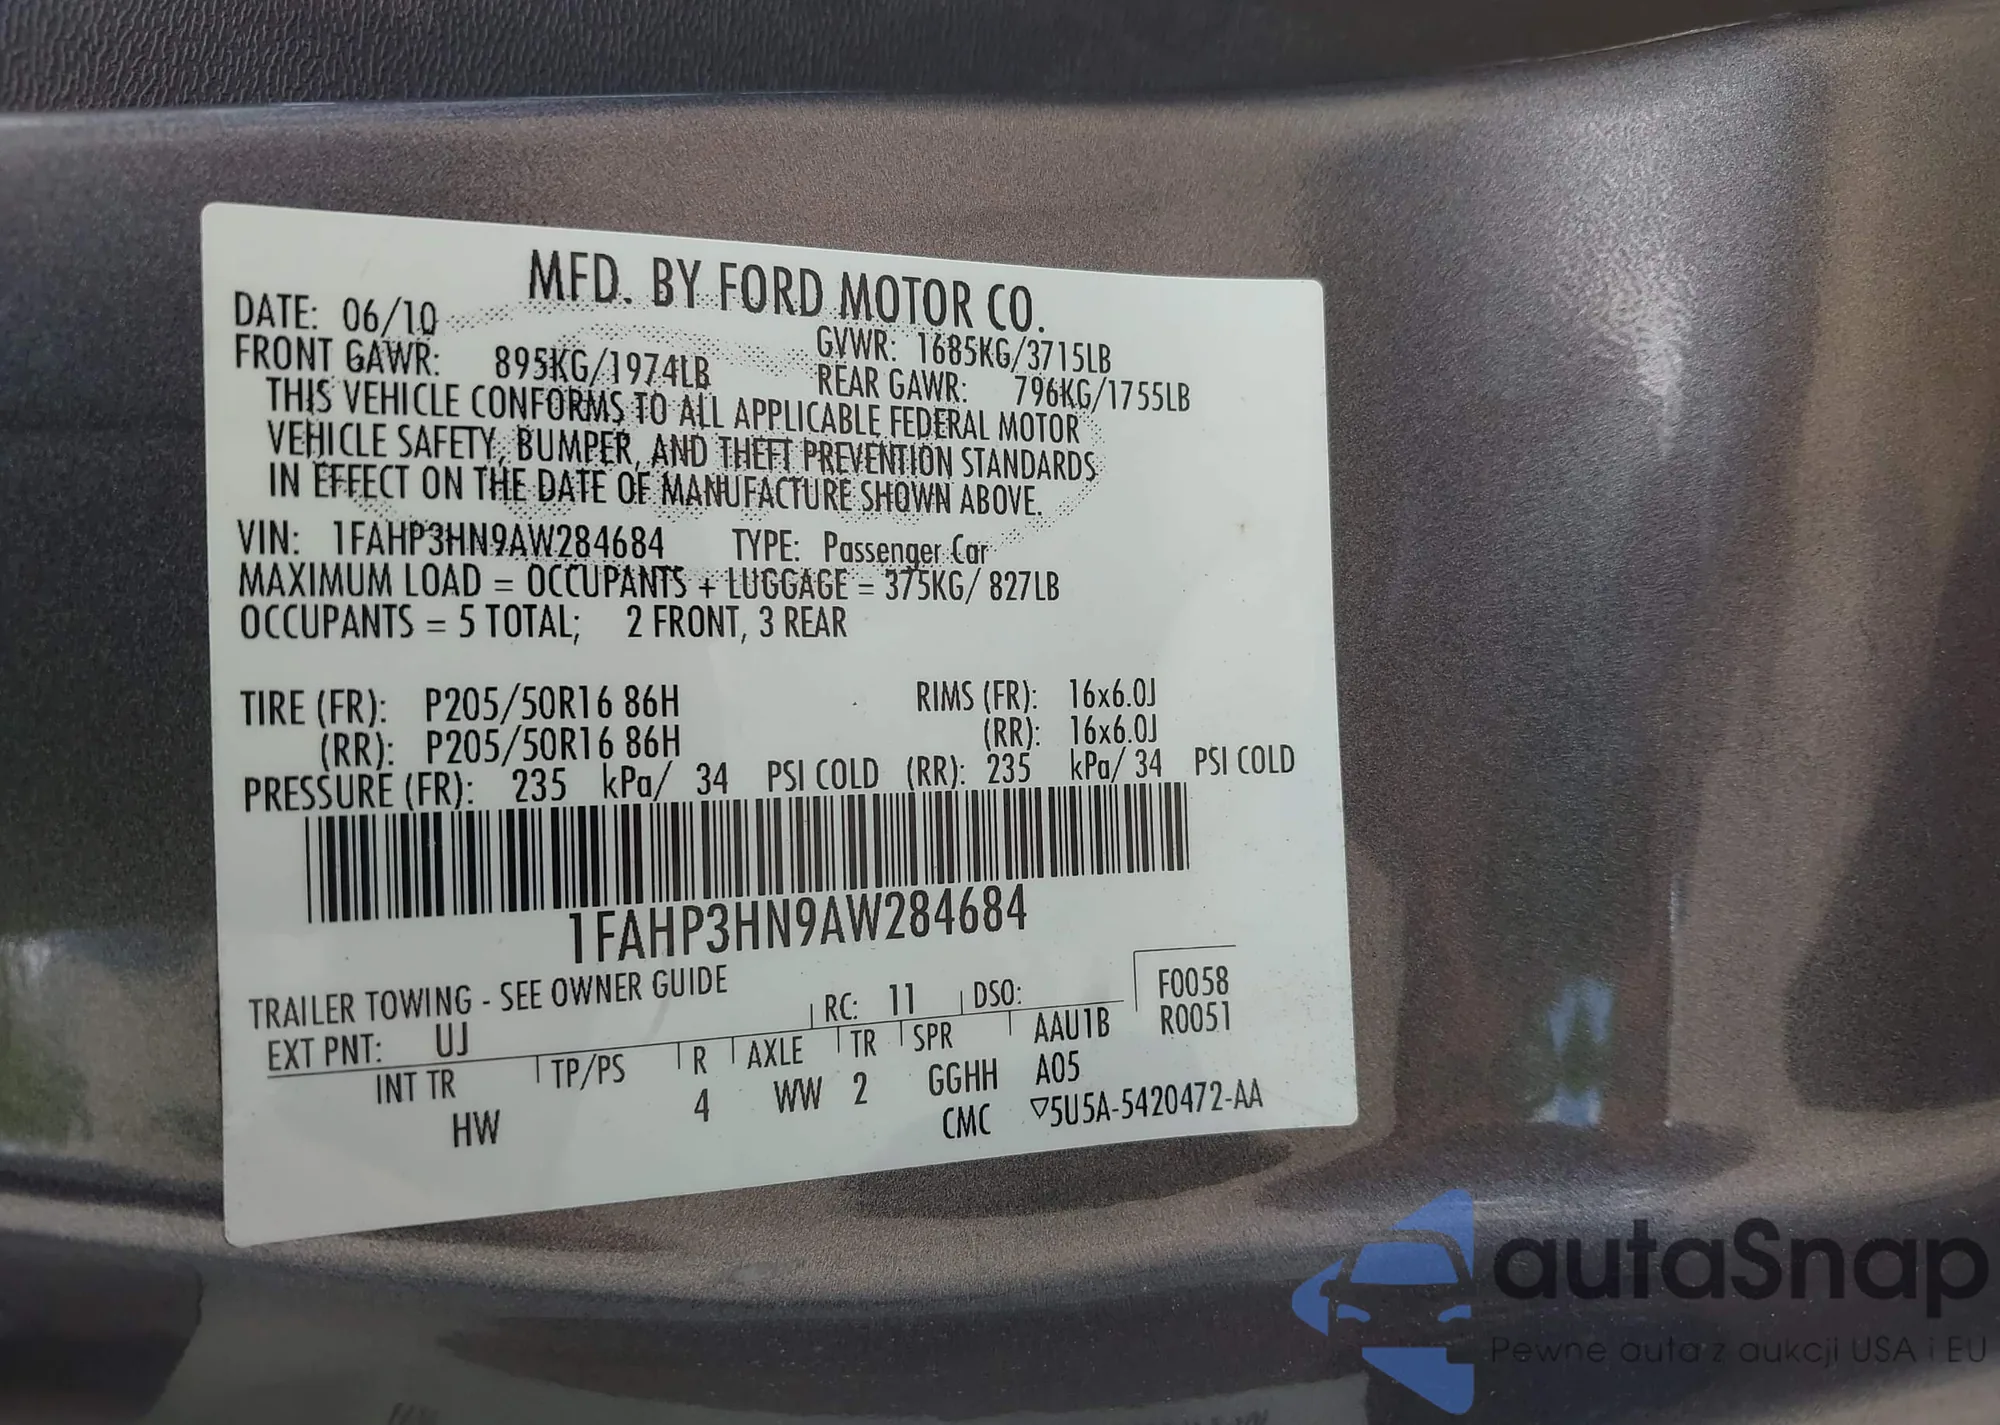 MFD. BY FORD MOTOR CO.
DATE: 06/10 GVWR: 1685KG/3715LB
FRONT GAWR: 895KG/1974LB REAR GAWR: 796KG/1755LB
THIS VEHICLE CONFORMS TO ALL APPLICABLE FEDERAL MOTOR
VEHICLE SAFETY, BUMPER, AND THEFT PREVENTION STANDARDS
IN EFFECT ON THE DATE OF MANUFACTURE SHOWN ABOVE.
VIN: 1FAHP3HN9AW284684 TYPE: Passenger Car
MAXIMUM LOAD = OCCUPANTS + LUGGAGE = 375KG/ 827LB
OCCUPANTS = 5 TOTAL; 2 FRONT, 3 REAR
TIRE (FR): P205/50R16 86H RIMS (FR): 16x6.0J
(RR): P205/50R16 86H (RR): 16x6.0J
PRESSURE (FR): 235 kPa/ 34 PSI COLD (RR): 235 kPa/ 34 PSI COLD
1FAHP3HN9AW284684
TRAILER TOWING - SEE OWNER GUIDE
EXT PNT: UJ RC: 11 DSO: F0058
R0051
INT TR TP/PS R AXLE TR SPR AAU1B
HW 4 WW 2 GGHH A05
CMC ▽5U5A-5420472-AA
autaSnap
Pewne auta z aukcji USA i EU